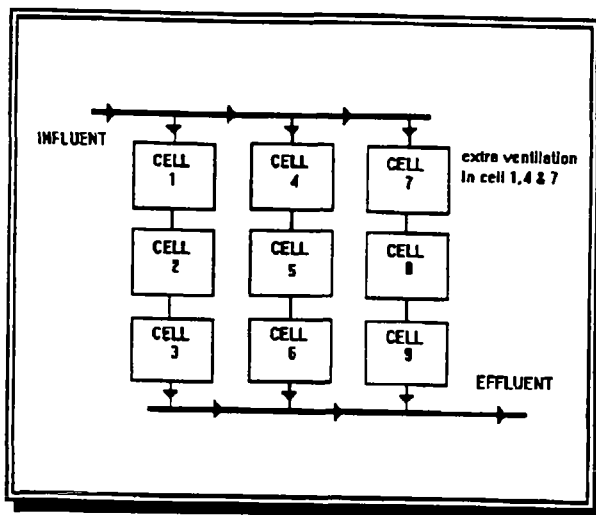 INFLUENT
CELL
1
CELL
4
CELL
7
extra ventilation
in cell 1,4 & 7
CELL
2
CELL
5
CELL
8
CELL
3
CELL
6
CELL
9
EFFLUENT